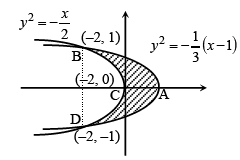 y² = -x/2
(-2, 1)
y² = -1/3 (x-1)
B
(-2, 0)
C
A
D
(-2, -1)